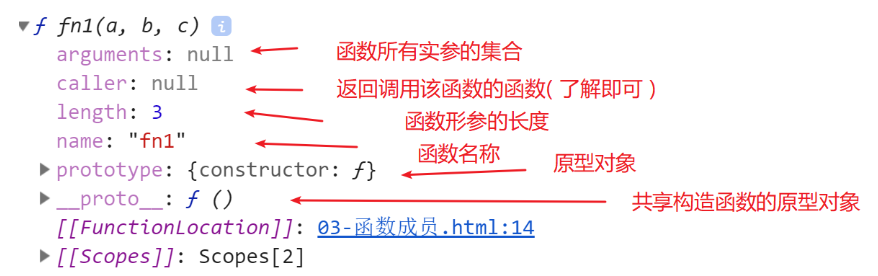 ▼ƒ fn1(a, b, c) i
arguments: null 函数所有实参的集合
caller: null 返回调用该函数的函数(了解即可)
length: 3 函数形参的长度
name: "fn1" 函数名称
▶ prototype: {constructor: ƒ} 原型对象
▶ __proto__: ƒ () 共享构造函数的原型对象
[[FunctionLocation]]: 03-函数成员.html:14
▶ [[Scopes]]: Scopes[2]